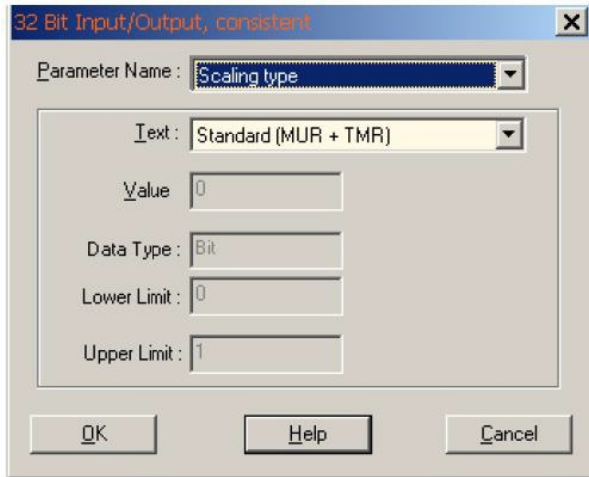 32 Bit Input/Output, consistent
Parameter Name : Scaling type
Text : Standard (MUR + TMR)
Value 0
Data Type : Bit
Lower Limit : 0
Upper Limit : 1
OK Help Cancel